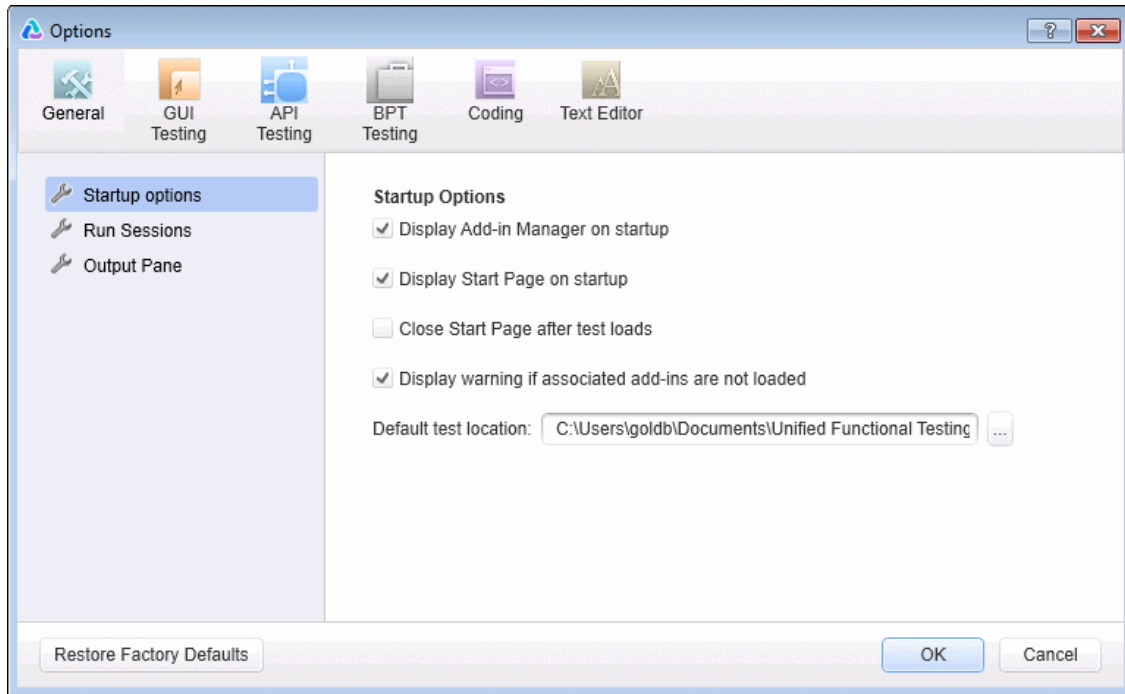 Options
?
General
GUI
Testing
API
Testing
BPT
Testing
Coding
Text Editor
Startup options
Run Sessions
Output Pane
Startup Options
Display Add-in Manager on startup
Display Start Page on startup
Close Start Page after test loads
Display warning if associated add-ins are not loaded
Default test location: C:\Users\goldb\Documents\Unified Functional Testing ...
Restore Factory Defaults OK Cancel